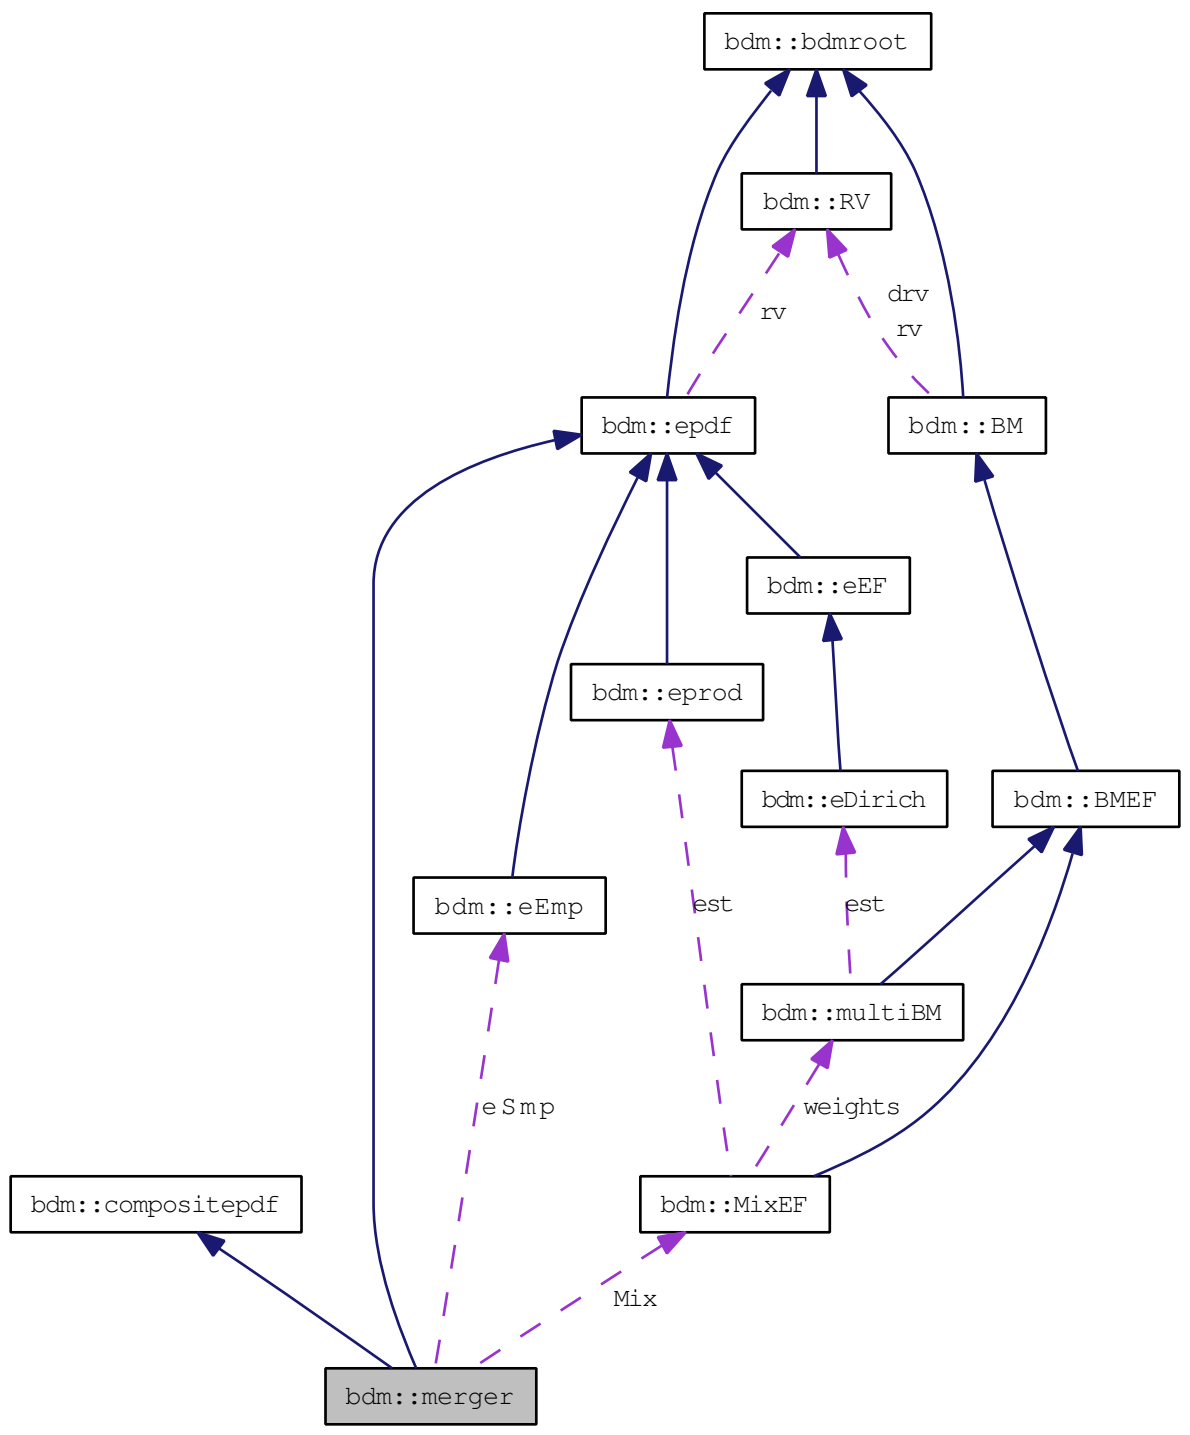 bdm::bdmroot
bdm::RV
drv
rv
rv
bdm::epdf
bdm::BM
bdm::eEF
bdm::eprod
bdm::eDirich
bdm::BMEF
bdm::eEmp
est
est
bdm::multiBM
eSmp
weights
bdm::compositepdf
bdm::MixEF
Mix
bdm::merger